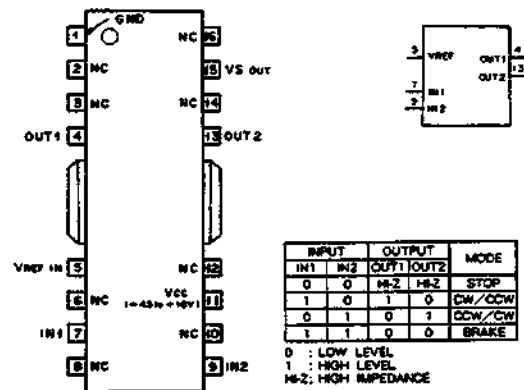 GND
1 NC 16
2 NC 15 VS OUT
3 NC NC 14
OUT1 4 13 OUT2
VREF IN 5 NC 12
6 NC VCC 11
IN1 7 NC 10
8 NC 9 IN2
3 VREF OUT1 4
OUT2 13
7 IN1
9 IN2
INPUT OUTPUT MODE
IN1 IN2 OUT1 OUT2
0 0 HI-Z HI-Z STOP
1 0 1 0 CW/CCW
0 1 0 1 CCW/CW
1 1 0 0 BRAKE
0 : LOW LEVEL
1 : HIGH LEVEL
HI-Z; HIGH IMPEDANCE